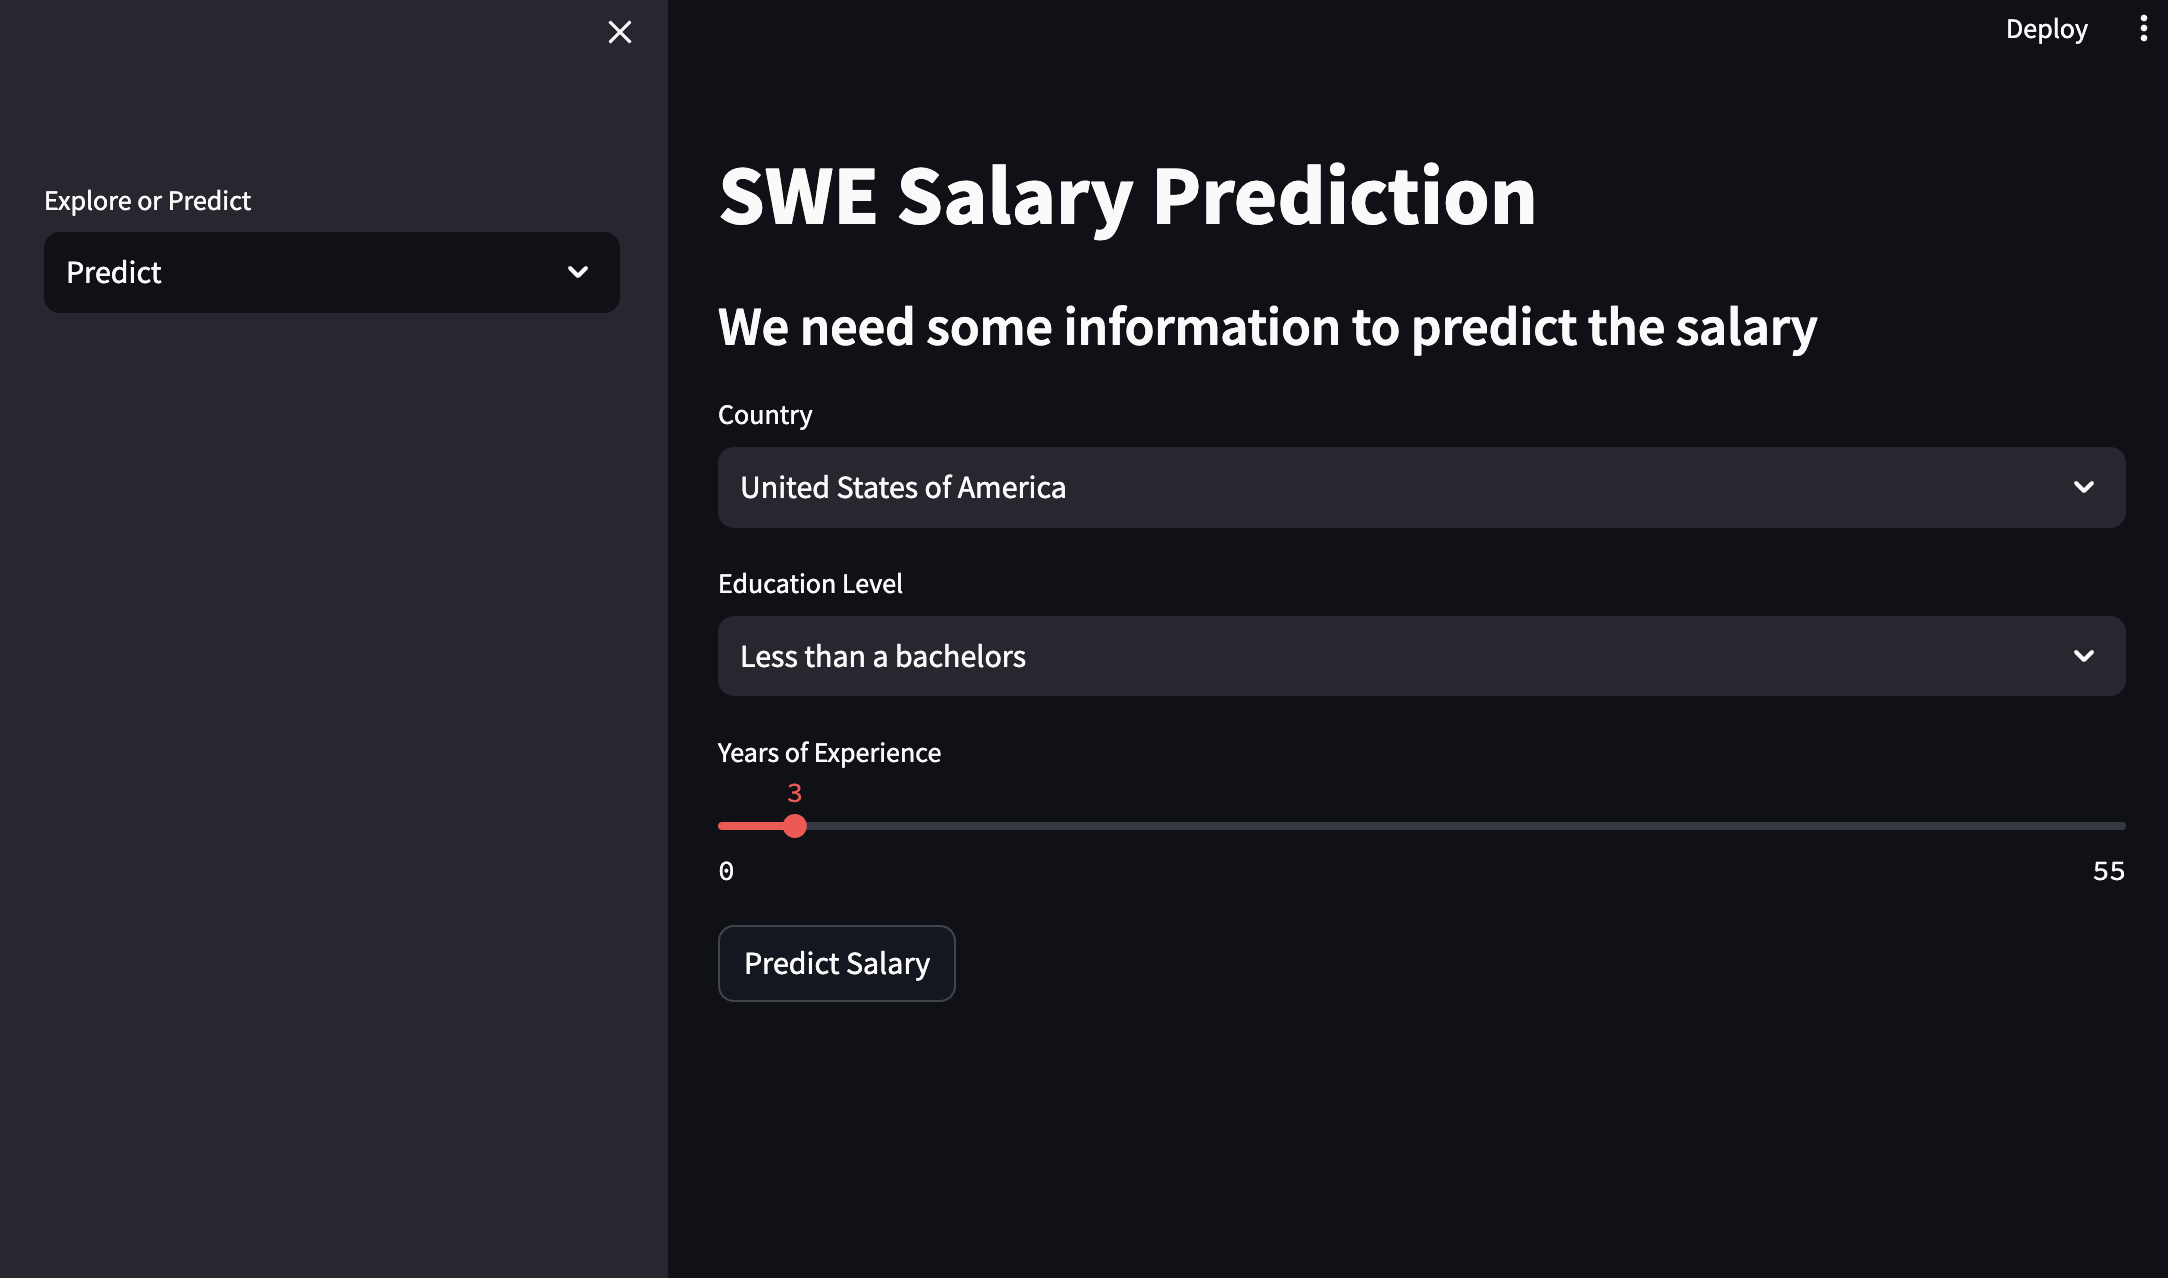 Deploy
Explore or Predict
Predict
SWE Salary Prediction
We need some information to predict the salary
Country
United States of America
Education Level
Less than a bachelors
Years of Experience
3
0 55
Predict Salary